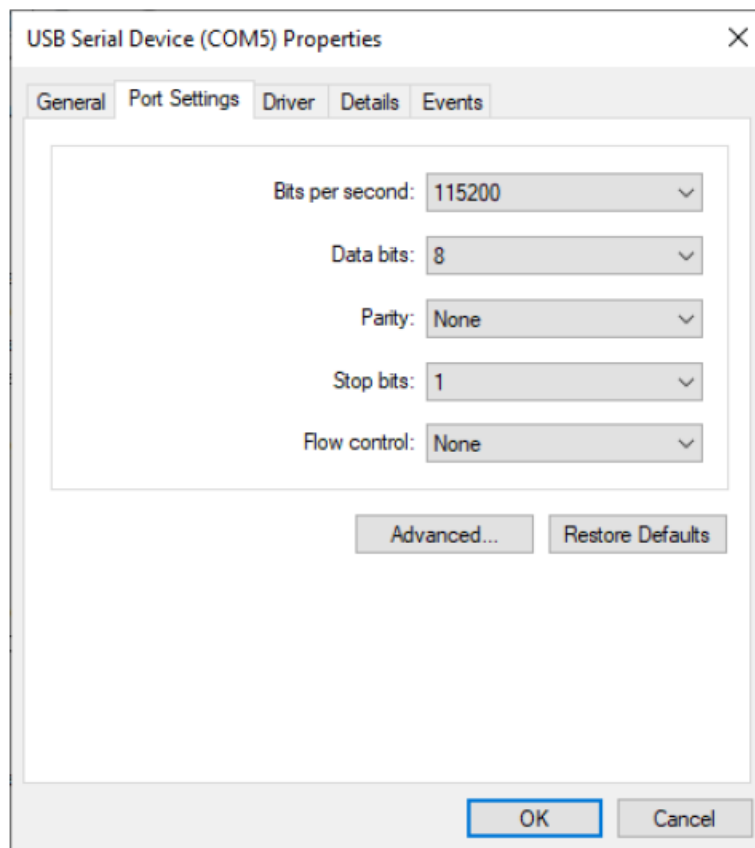 USB Serial Device (COM5) Properties
General Port Settings Driver Details Events
Bits per second: 115200
Data bits: 8
Parity: None
Stop bits: 1
Flow control: None
Advanced... Restore Defaults
OK Cancel